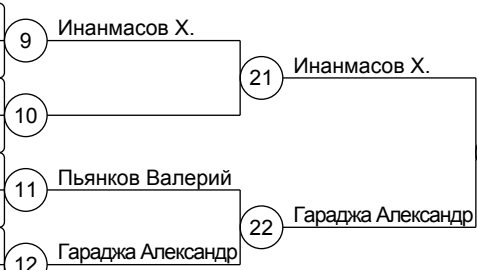 9 Инанмасов Х.
21 Инанмасов Х.
10
11 Пьянков Валерий
22 Гараджа Александр
12 Гараджа Александр